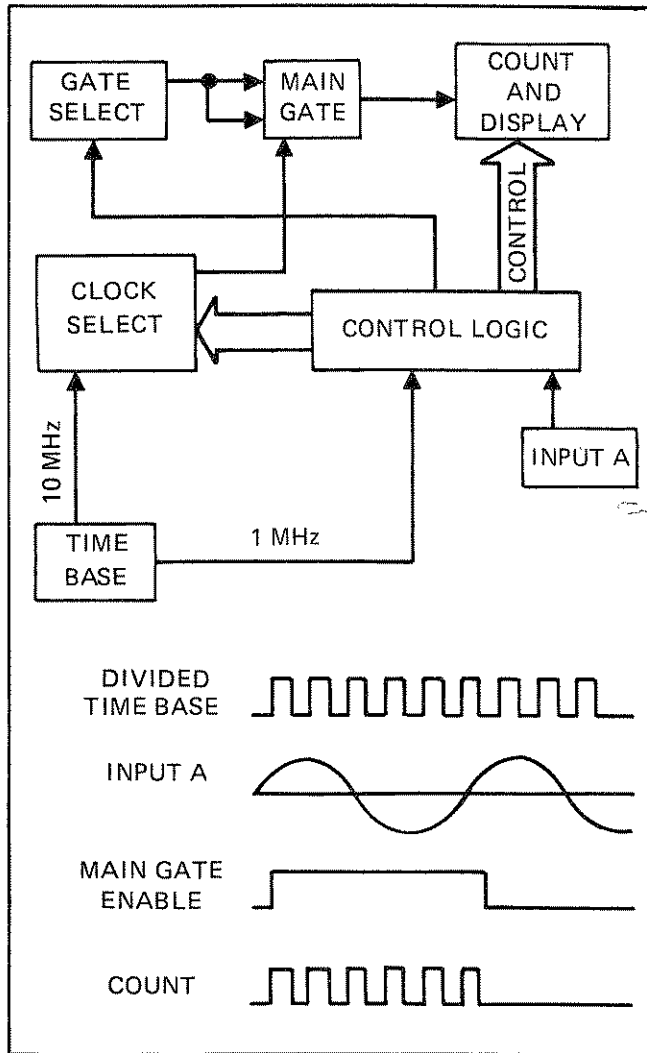 GATE
SELECT
MAIN
GATE
COUNT
AND
DISPLAY
CONTROL
CLOCK
SELECT
CONTROL LOGIC
10 MHz
INPUT A
TIME
BASE
1 MHz
DIVIDED
TIME BASE
INPUT A
MAIN GATE
ENABLE
COUNT